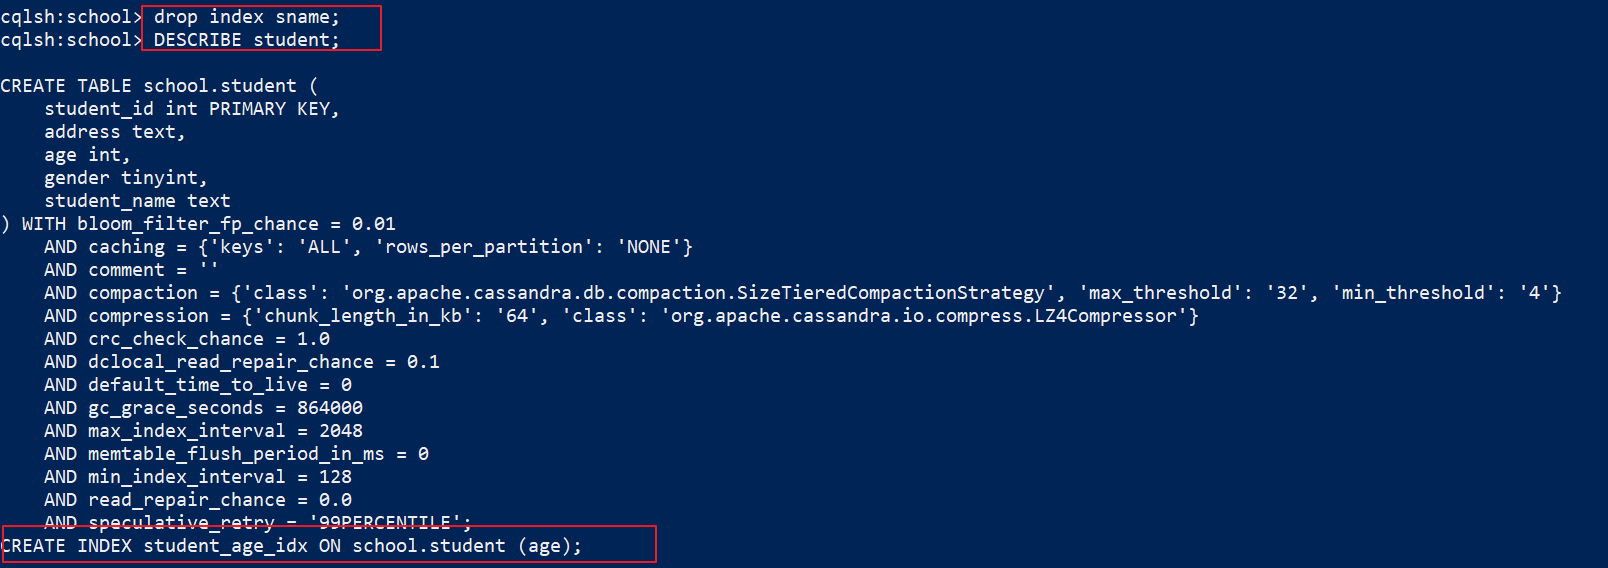 cqlsh:school> drop index sname;
cqlsh:school> DESCRIBE student;
CREATE TABLE school.student (
    student_id int PRIMARY KEY,
    address text,
    age int,
    gender tinyint,
    student_name text
) WITH bloom_filter_fp_chance = 0.01
    AND caching = {'keys': 'ALL', 'rows_per_partition': 'NONE'}
    AND comment = ''
    AND compaction = {'class': 'org.apache.cassandra.db.compaction.SizeTieredCompactionStrategy', 'max_threshold': '32', 'min_threshold': '4'}
    AND compression = {'chunk_length_in_kb': '64', 'class': 'org.apache.cassandra.io.compress.LZ4Compressor'}
    AND crc_check_chance = 1.0
    AND dclocal_read_repair_chance = 0.1
    AND default_time_to_live = 0
    AND gc_grace_seconds = 864000
    AND max_index_interval = 2048
    AND memtable_flush_period_in_ms = 0
    AND min_index_interval = 128
    AND read_repair_chance = 0.0
    AND speculative_retry = '99PERCENTILE';
CREATE INDEX student_age_idx ON school.student (age);